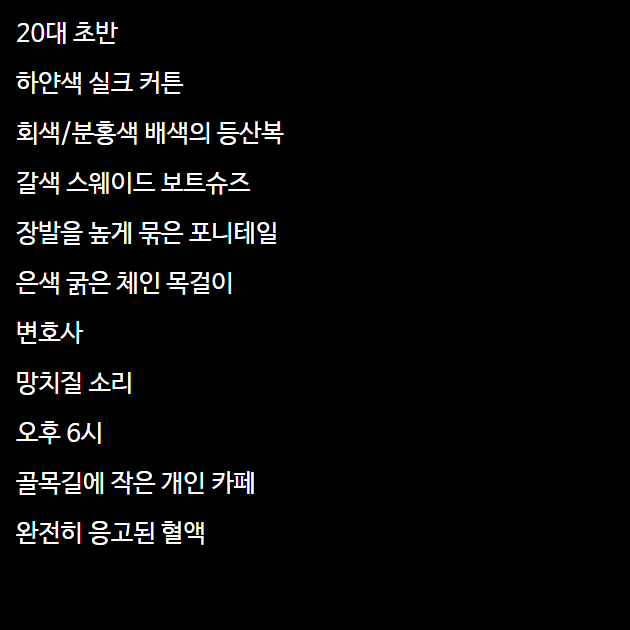 20대 초반
하얀색 실크 커튼
회색/분홍색 배색의 등산복
갈색 스웨이드 보트슈즈
장발을 높게 묶은 포니테일
은색 굵은 체인 목걸이
변호사
망치질 소리
오후 6시
골목길에 작은 개인 카페
완전히 응고된 혈액